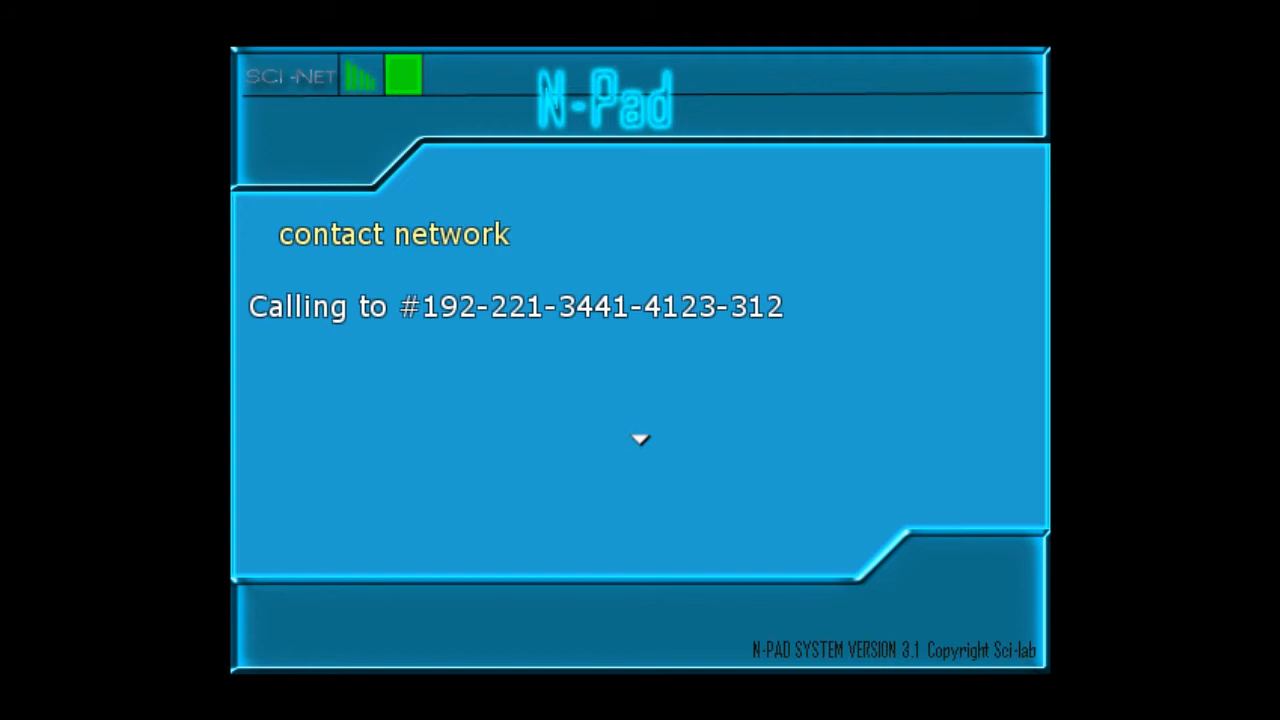 SCI-NET
N-Pad
contact network
Calling to #192-221-3441-4123-312
N-PAD SYSTEM VERSION 3.1 Copyright Sci-lab